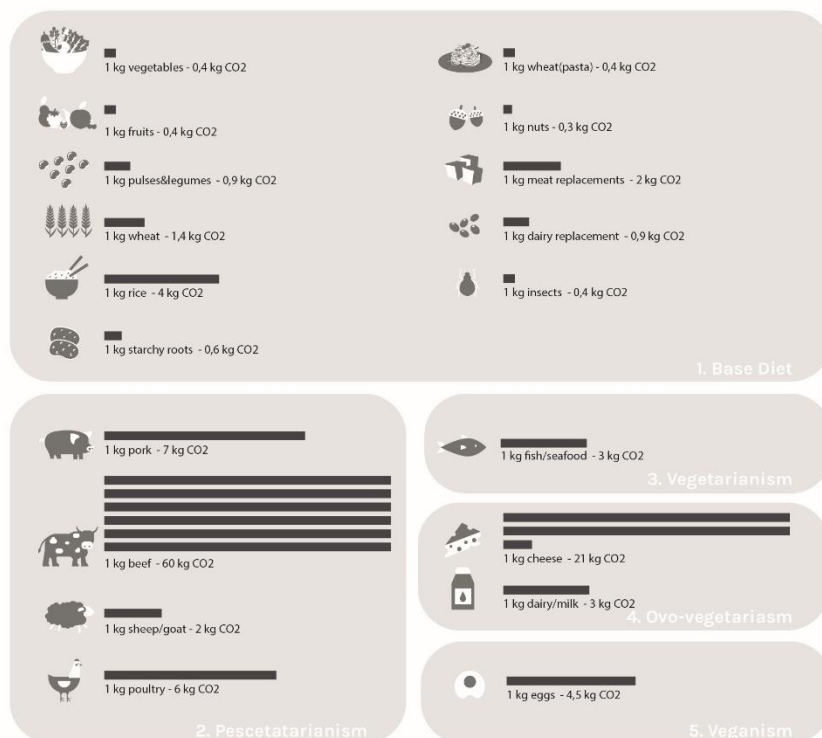 1 kg vegetables - 0,4 kg CO2
1 kg fruits - 0,4 kg CO2
1 kg pulses&legumes - 0,9 kg CO2
1 kg wheat - 1,4 kg CO2
1 kg rice - 4 kg CO2
1 kg starchy roots - 0,6 kg CO2
1 kg wheat(pasta) - 0,4 kg CO2
1 kg nuts - 0,3 kg CO2
1 kg meat replacements - 2 kg CO2
1 kg dairy replacement - 0,9 kg CO2
1 kg insects - 0,4 kg CO2
1. Base Diet
1 kg pork - 7 kg CO2
1 kg beef - 60 kg CO2
1 kg sheep/goat - 2 kg CO2
1 kg poultry - 6 kg CO2
2. Pescetatarianism
1 kg fish/seafood - 3 kg CO2
3. Vegetarianism
1 kg cheese - 21 kg CO2
1 kg dairy/milk - 3 kg CO2
4. Ovo-vegetariasm
1 kg eggs - 4,5 kg CO2
5. Veganism